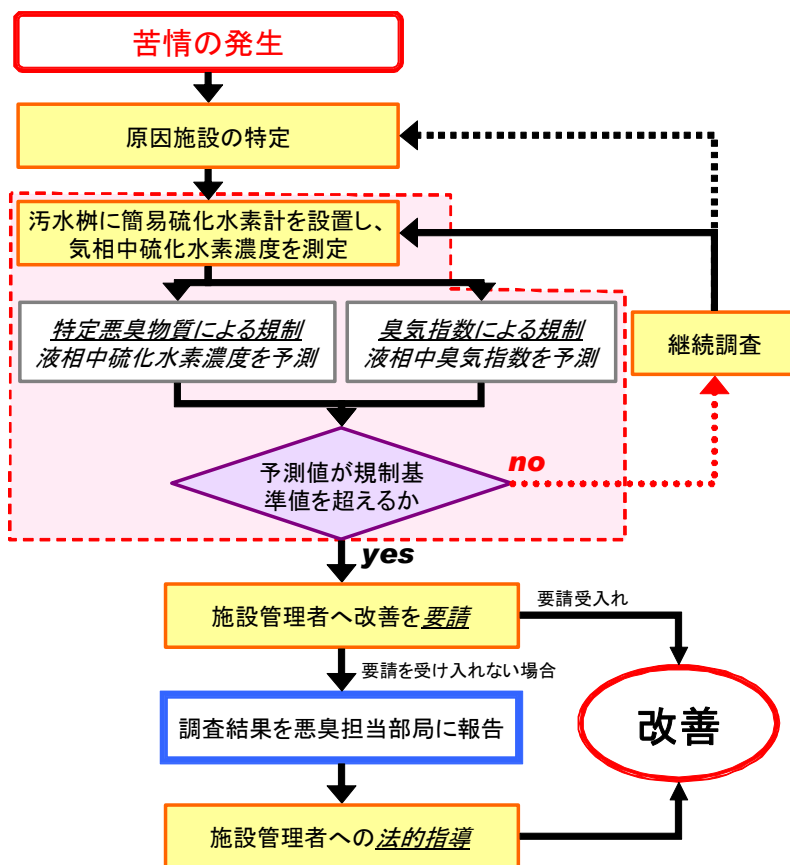 苦情の発生
原因施設の特定
汚水桝に簡易硫化水素計を設置し、
気相中硫化水素濃度を測定
特定悪臭物質による規制
液相中硫化水素濃度を予測
臭気指数による規制
液相中臭気指数を予測
継続調査
予測値が規制基
準値を超えるか
no
yes
施設管理者へ改善を要請
要請受入れ
要請を受け入れない場合
調査結果を悪臭担当部局に報告
改善
施設管理者への法的指導